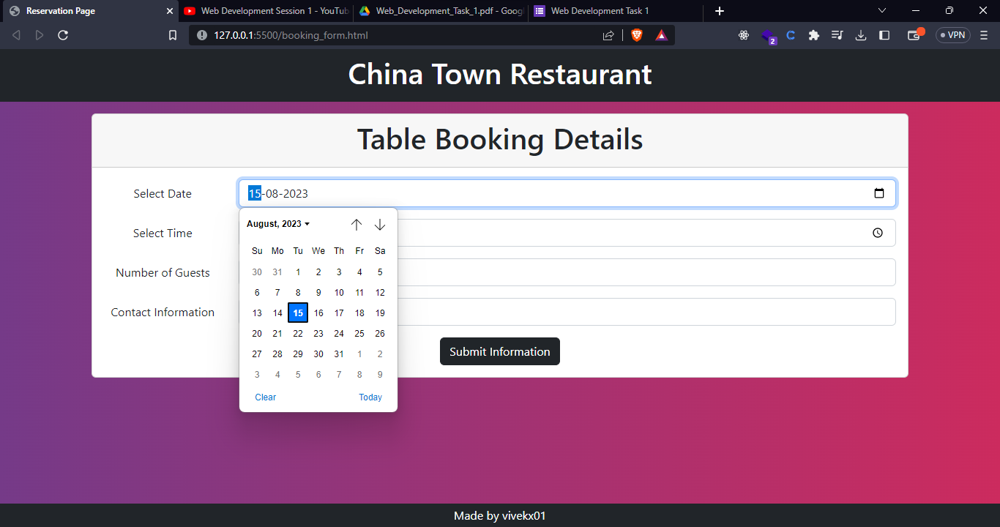 Reservation Page
Web Development Session 1 - YouTub
Web_Development_Task_1.pdf - Googl
Web Development Task 1
127.0.0.1:5500/booking_form.html
2
VPN
China Town Restaurant
Table Booking Details
Select Date
15-08-2023
Select Time
Number of Guests
Contact Information
August, 2023
Su Mo Tu We Th Fr Sa
30 31 1 2 3 4 5
6 7 8 9 10 11 12
13 14 15 16 17 18 19
20 21 22 23 24 25 26
27 28 29 30 31 1 2
3 4 5 6 7 8 9
Clear Today
Submit Information
Made by vivekx01